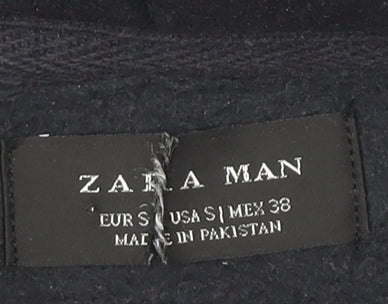 ZARA MAN
EUR S | USA S | MEX 38
MADE IN PAKISTAN